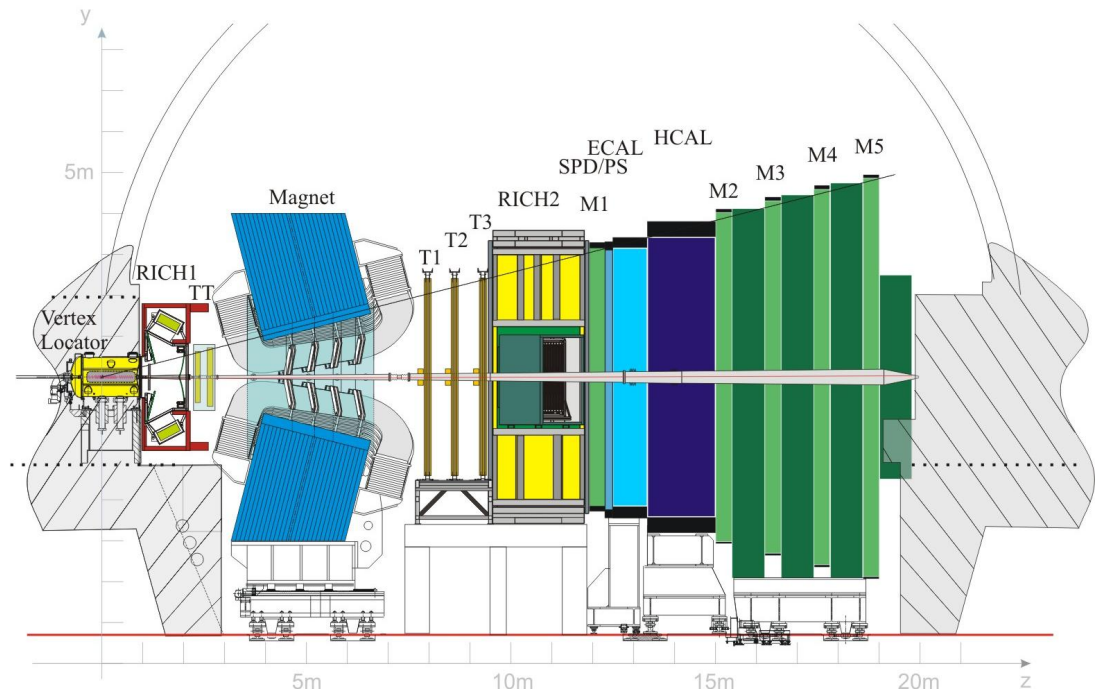 y
5m
Vertex
Locator
RICH1
TT
Magnet
T1
T2
T3
RICH2
M1
SPD/PS
ECAL
HCAL
M2
M3
M4
M5
5m
10m
15m
20m
z